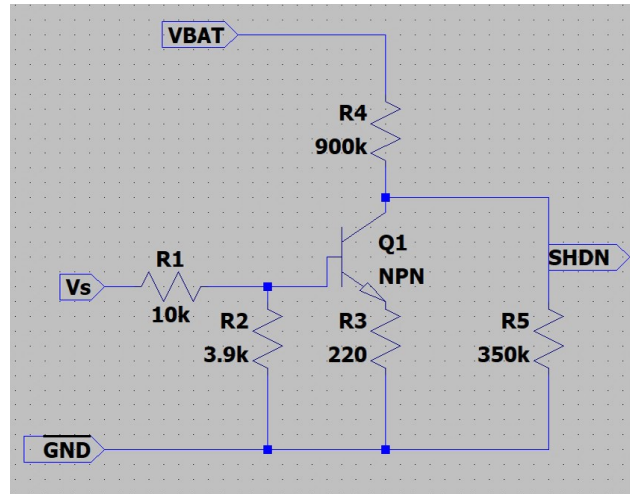 VBAT
R4
900k
Q1
NPN
SHDN
R1
10k
Vs
R2
3.9k
R3
220
R5
350k
GND